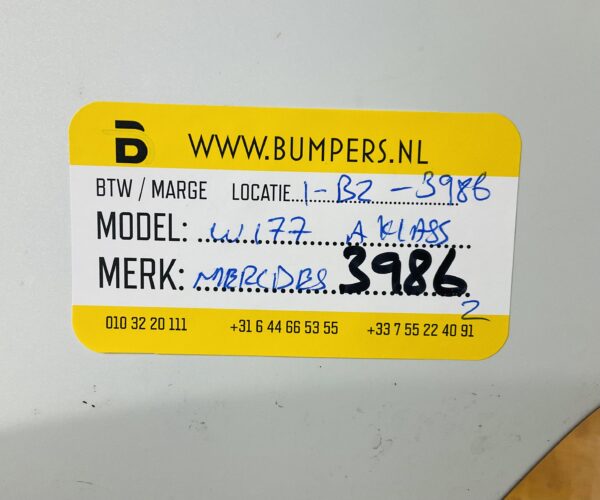 WWW.BUMPERS.NL
BTW / MARGE LOCATIE 1-B2-3986
MODEL: W177 A KLASS
MERK: MERCDES 3986
2
010 32 20 111 +31 6 44 66 53 55 +33 7 55 22 40 91